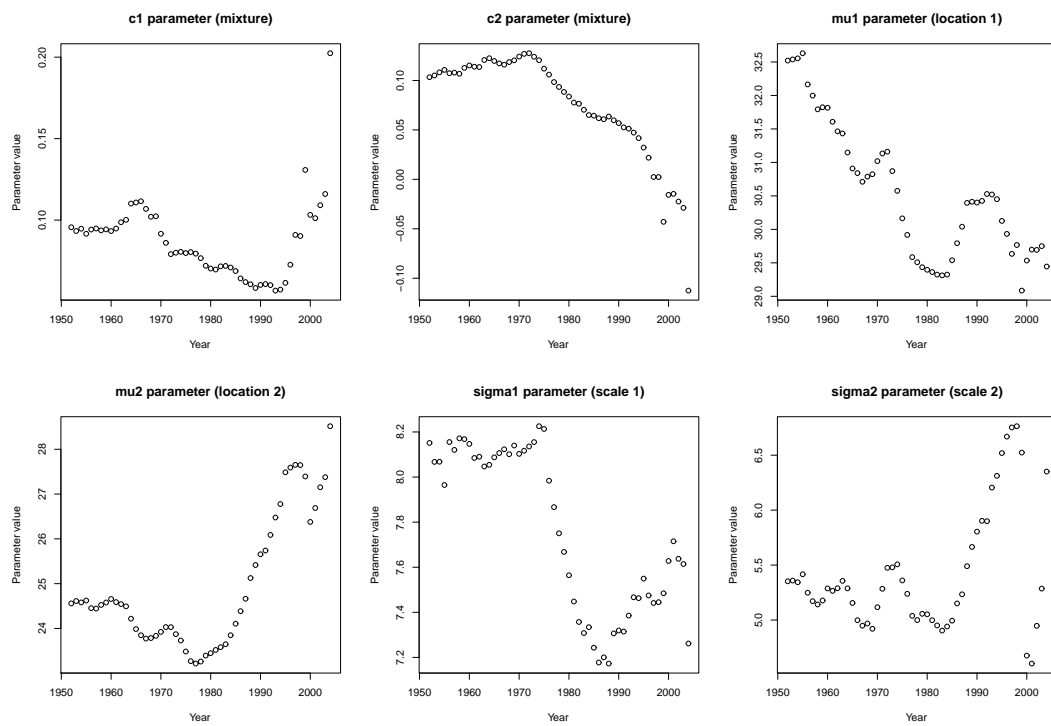 c1 parameter (mixture)
Parameter value
0.20
0.15
0.10
1950 1960 1970 1980 1990 2000
Year
c2 parameter (mixture)
Parameter value
0.10
0.05
0.00
−0.05
−0.10
1950 1960 1970 1980 1990 2000
Year
mu1 parameter (location 1)
Parameter value
32.5
32.0
31.5
31.0
30.5
30.0
29.5
29.0
1950 1960 1970 1980 1990 2000
Year
mu2 parameter (location 2)
Parameter value
28
27
26
25
24
1950 1960 1970 1980 1990 2000
Year
sigma1 parameter (scale 1)
Parameter value
8.2
8.0
7.8
7.6
7.4
7.2
1950 1960 1970 1980 1990 2000
Year
sigma2 parameter (scale 2)
Parameter value
6.5
6.0
5.5
5.0
1950 1960 1970 1980 1990 2000
Year